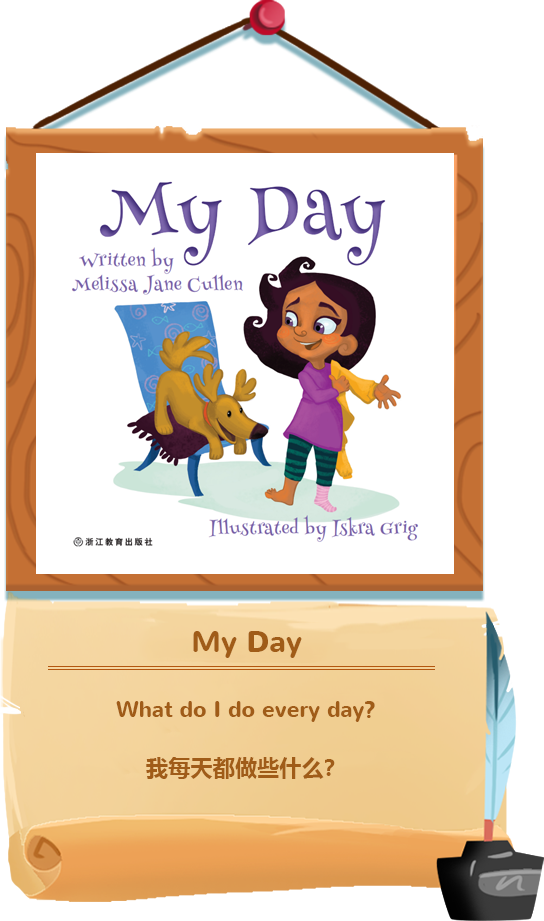 My Day
Written by
Melissa Jane Cullen
Illustrated by Iskra Grig
浙江教育出版社
My Day
What do I do every day?
我每天都做些什么?